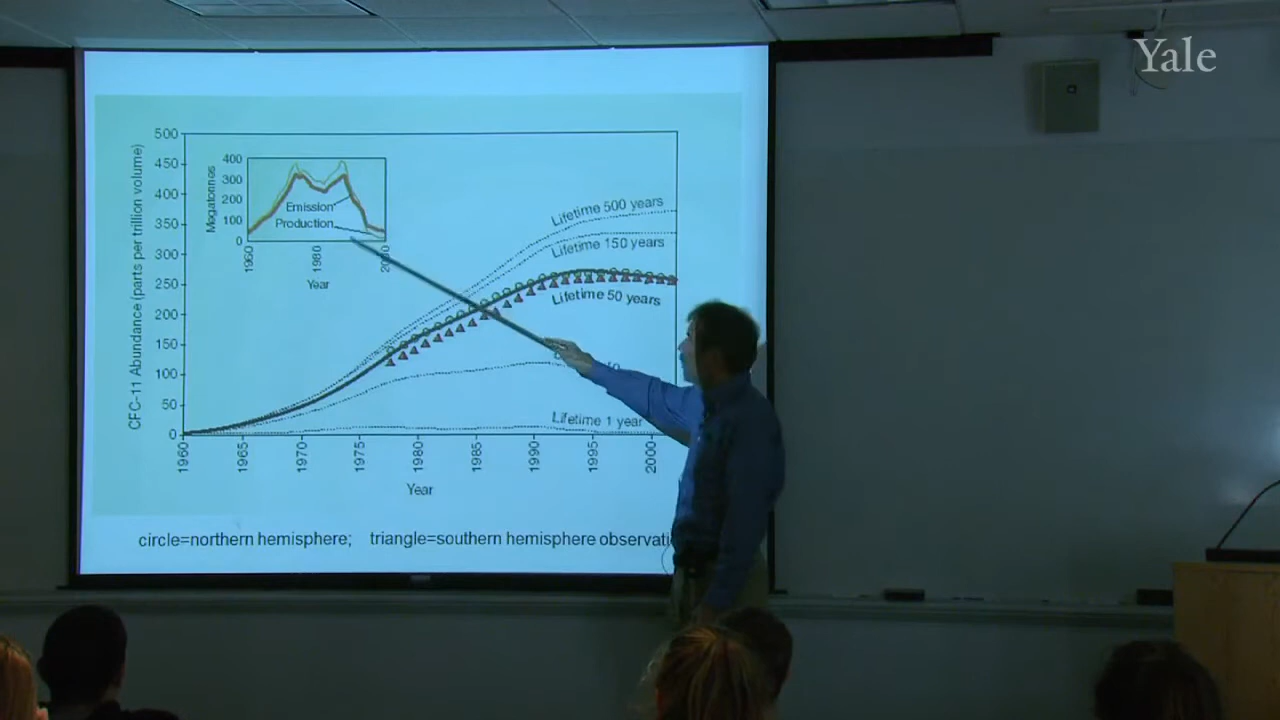 Yale
500
450
400
350
300
250
200
150
100
50
0
CFC-11 Abundance (parts per trillion volume)
1960
1965
1970
1975
1980
1985
1990
1995
2000
Year
400
300
200
100
0
Megatonnes
Emission
Production
1960
1980
Year
Lifetime 500 years
Lifetime 150 years
Lifetime 50 years
Lifetime 1 year
circle=northern hemisphere; triangle=southern hemisphere observati